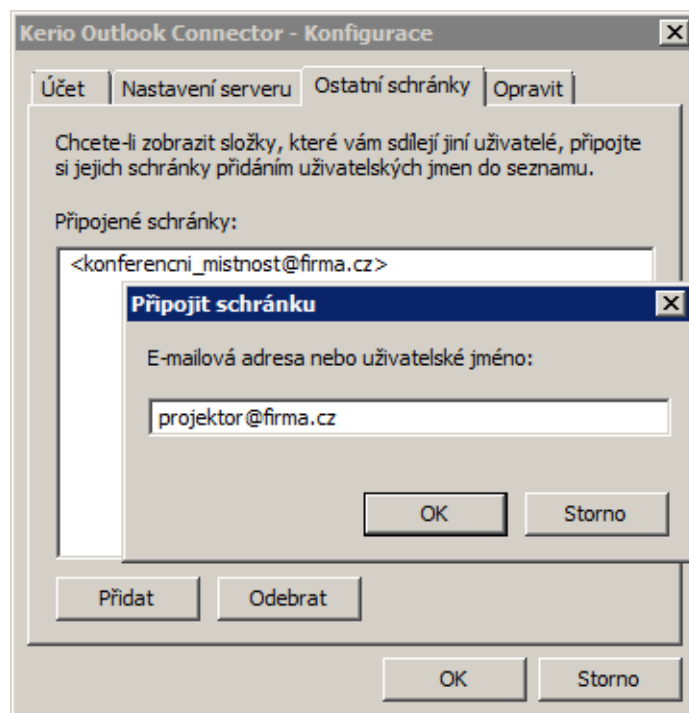 Kerio Outlook Connector - Konfigurace
Účet
Nastavení serveru
Ostatní schránky
Opravit
Chcete-li zobrazit složky, které vám sdílejí jiní uživatelé, připojte
si jejich schránky přidáním uživatelských jmen do seznamu.
Připojené schránky:
<konferencni_mistnost@firma.cz>
Připojit schránku
E-mailová adresa nebo uživatelské jméno:
projektor@firma.cz
OK
Storno
Přidat
Odebrat
OK
Storno